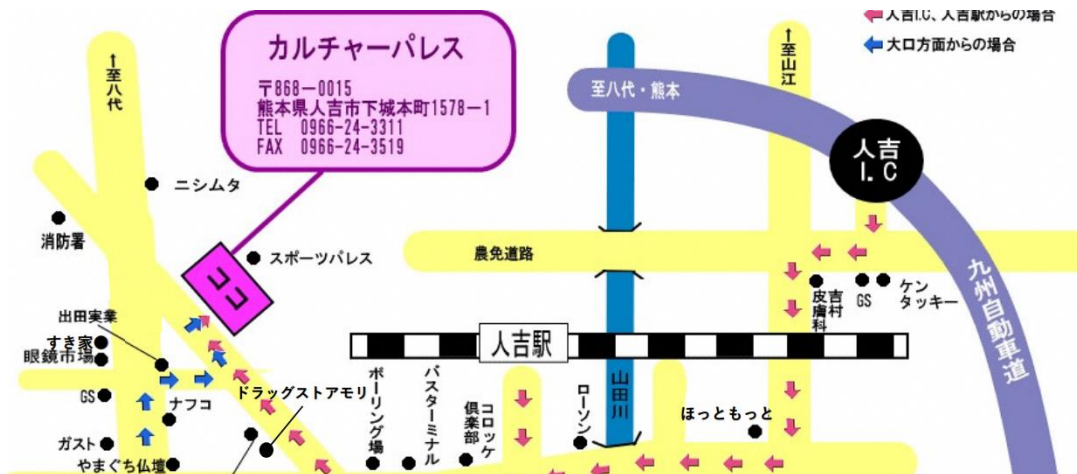 人吉I.C、人吉駅からの場合
大口方面からの場合
カルチャーパレス
〒868-0015
熊本県人吉市下城本町1578-1
TEL 0966-24-3311
FAX 0966-24-3519
↑至八代
↑至山江
至八代・熊本
人吉
I.C
ニシムタ
消防署
スポーツパレス
ココ
農免道路
吉村
皮膚科
GS
ケン
タッキー
九州自動車道
出田実業
すき家
眼鏡市場
人吉駅
GS
ナフコ
ドラッグストアモリ
ボーリング場
バスターミナル
コロッケ
倶楽部
ローソン
山田川
ほっともっと
ガスト
やまぐち仏壇